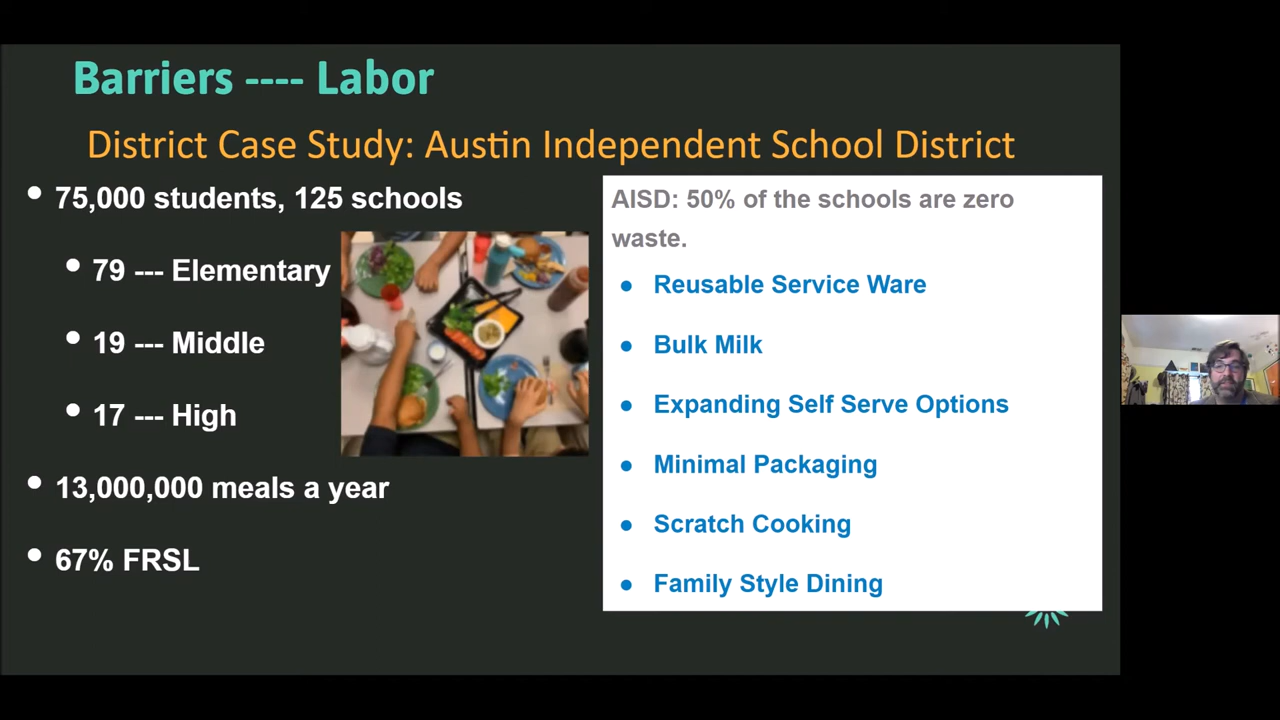 Barriers ---- Labor
District Case Study: Austin Independent School District
75,000 students, 125 schools
79 --- Elementary
19 --- Middle
17 --- High
13,000,000 meals a year
67% FRSL
AISD: 50% of the schools are zero
waste.
Reusable Service Ware
Bulk Milk
Expanding Self Serve Options
Minimal Packaging
Scratch Cooking
Family Style Dining